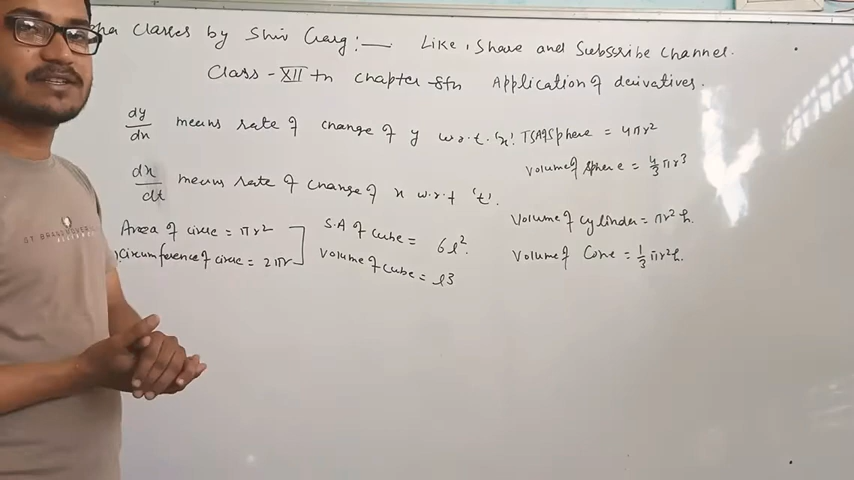 pha Classes by Shiv Garg:— Like, Share and Subscribe Channel.
Class - XII th Chapter - 6th Application of derivatives.
dy/dx means rate of change of y w.r.t. 'x'.
dx/dt means rate of change of x w.r.t 't'.
Area of circle = πr²
Circumference of circle = 2πr
S.A of cube = 6l².
Volume of cube = l3
TSA of Sphere = 4πr²
Volume of Sphere = 4/3 πr³
Volume of cylinder = πr²h.
Volume of Cone = 1/3 πr²h.